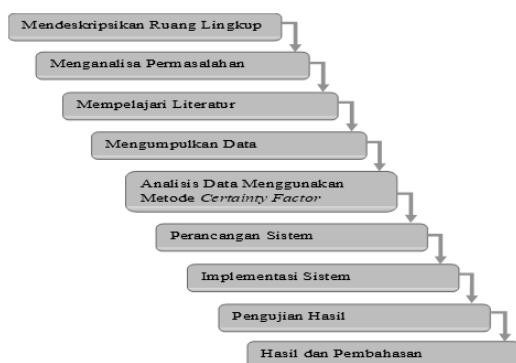 Mendeskripsikan Ruang Lingkup
Menganalisa Permasalahan
Mempelajari Literatur
Mengumpulkan Data
Analisis Data Menggunakan
Metode Certainty Factor
Perancangan Sistem
Implementasi Sistem
Pengujian Hasil
Hasil dan Pembahasan